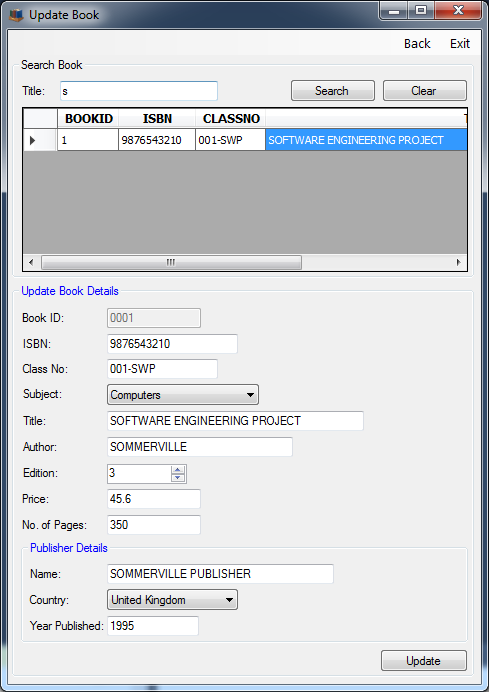 Update Book
Back Exit
Search Book
Title: s Search Clear
BOOKID ISBN CLASSNO
1 9876543210 001-SWP SOFTWARE ENGINEERING PROJECT
Update Book Details
Book ID: 0001
ISBN: 9876543210
Class No: 001-SWP
Subject: Computers
Title: SOFTWARE ENGINEERING PROJECT
Author: SOMMERVILLE
Edition: 3
Price: 45.6
No. of Pages: 350
Publisher Details
Name: SOMMERVILLE PUBLISHER
Country: United Kingdom
Year Published: 1995
Update